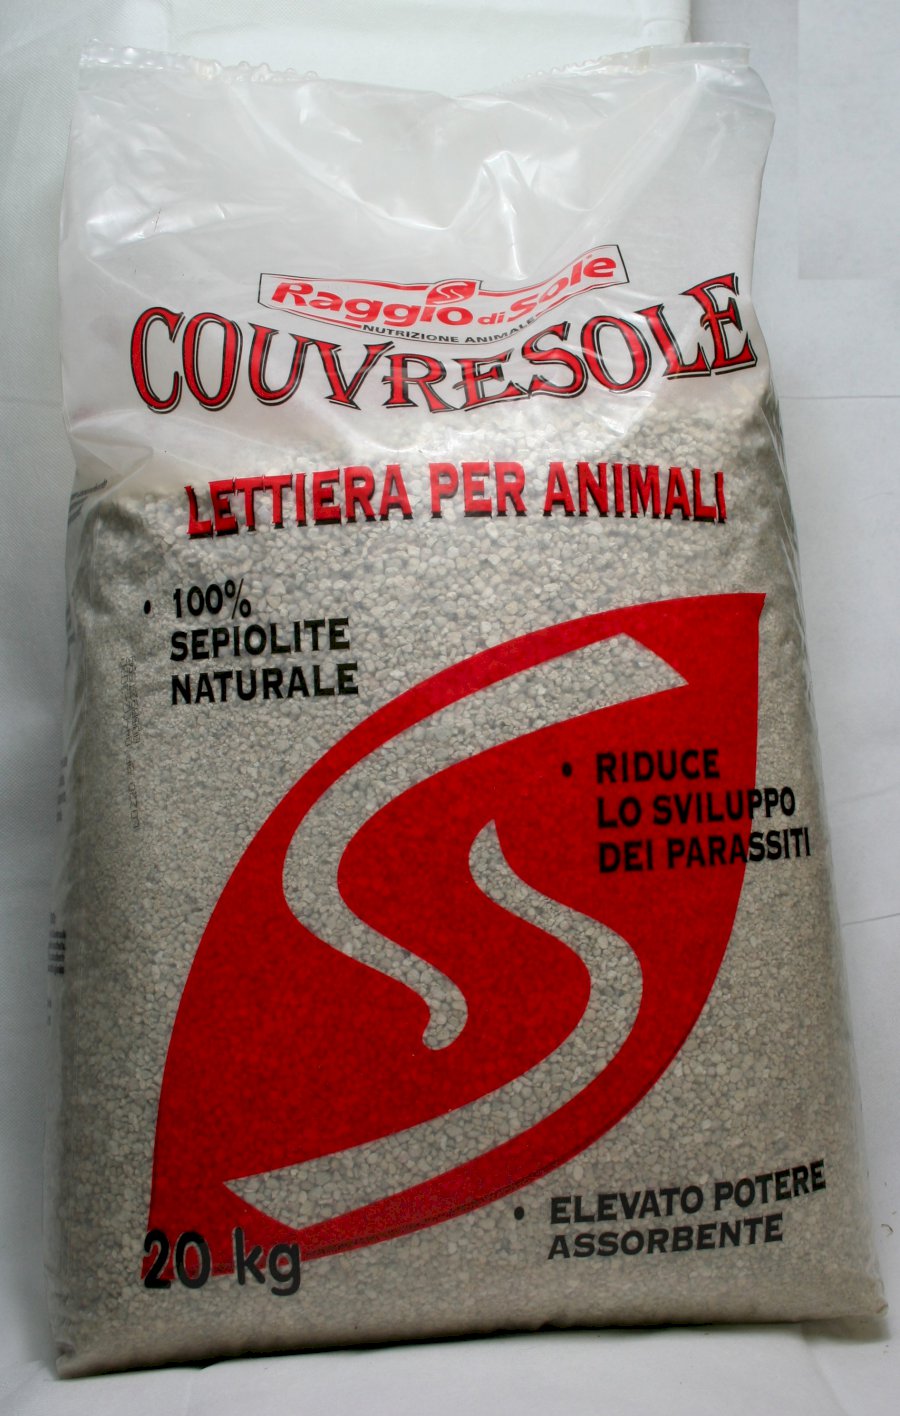 Raggio di Sole
NUTRIZIONE ANIMALE
COUVRESOLE
LETTIERA PER ANIMALI
• 100%
SEPIOLITE
NATURALE
• RIDUCE
LO SVILUPPO
DEI PARASSITI
• ELEVATO POTERE
ASSORBENTE
20 kg